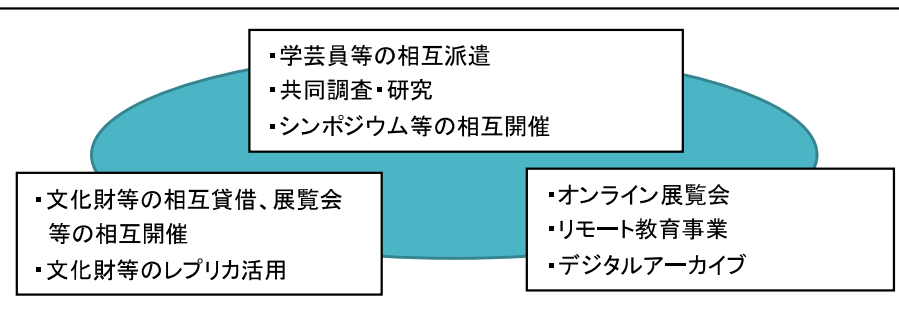 ・学芸員等の相互派遣
・共同調査・研究
・シンポジウム等の相互開催
・文化財等の相互貸借、展覧会
等の相互開催
・文化財等のレプリカ活用
・オンライン展覧会
・リモート教育事業
・デジタルアーカイブ